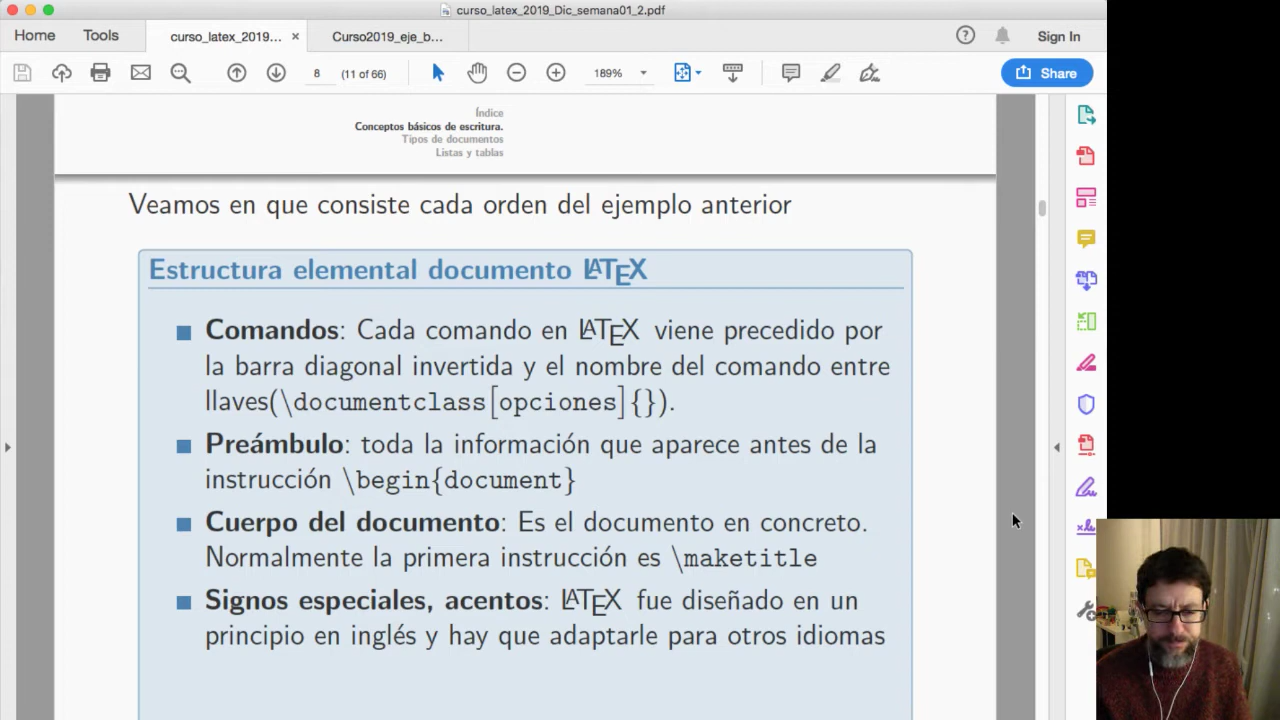 curso_latex_2019_Dic_semana01_2.pdf
Home Tools curso_latex_2019... × Curso2019_eje_b... Sign In
8 (11 of 66) 189% Share
Índice
Conceptos básicos de escritura.
Tipos de documentos
Listas y tablas
Veamos en que consiste cada orden del ejemplo anterior
Estructura elemental documento LATEX
Comandos: Cada comando en LATEX viene precedido por
la barra diagonal invertida y el nombre del comando entre
llaves(\documentclass[opciones]{}).
Preámbulo: toda la información que aparece antes de la
instrucción \begin{document}
Cuerpo del documento: Es el documento en concreto.
Normalmente la primera instrucción es \maketitle
Signos especiales, acentos: LATEX fue diseñado en un
principio en inglés y hay que adaptarle para otros idiomas